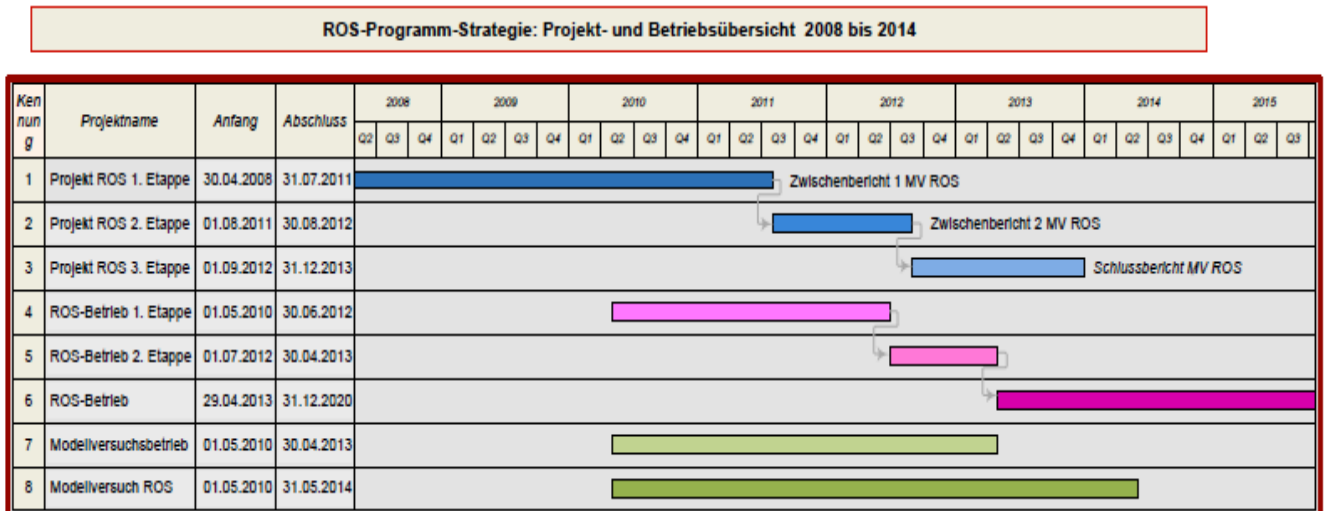 ROS-Programm-Strategie: Projekt- und Betriebsübersicht 2008 bis 2014
Ken
nun
g
Projektname Anfang Abschluss 2008 2009 2010 2011 2012 2013 2014 2015
Q2 Q3 Q4 Q1 Q2 Q3 Q4 Q1 Q2 Q3 Q4 Q1 Q2 Q3 Q4 Q1 Q2 Q3 Q4 Q1 Q2 Q3 Q4 Q1 Q2 Q3 Q4 Q1 Q2 Q3
1 Projekt ROS 1. Etappe 30.04.2008 31.07.2011 Zwischenbericht 1 MV ROS
2 Projekt ROS 2. Etappe 01.08.2011 30.08.2012 Zwischenbericht 2 MV ROS
3 Projekt ROS 3. Etappe 01.09.2012 31.12.2013 Schlussbericht MV ROS
4 ROS-Betrieb 1. Etappe 01.05.2010 30.06.2012
5 ROS-Betrieb 2. Etappe 01.07.2012 30.04.2013
6 ROS-Betrieb 29.04.2013 31.12.2020
7 Modellversuchsbetrieb 01.05.2010 30.04.2013
8 Modellversuch ROS 01.05.2010 31.05.2014